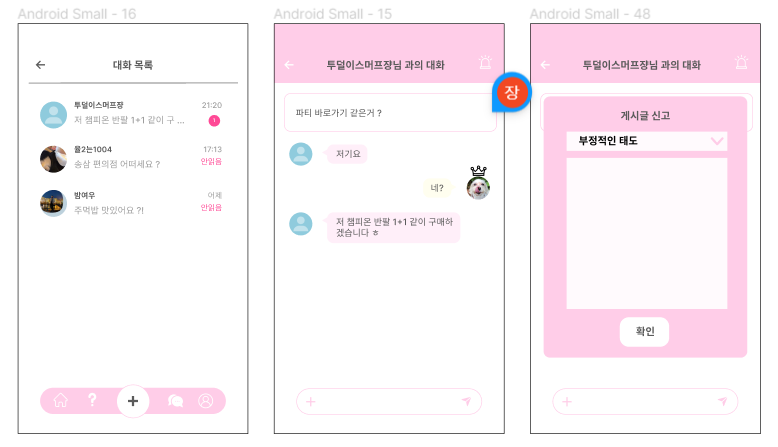 Android Small - 16
대화 목록
투덜이스머프장
21:20
저 챔피온 반팔 1+1 같이 구 ...
1
율2는1004
17:13
송삼 편의점 어떠세요 ?
안읽음
밤여우
어제
주먹밥 맛있어요 ?!
안읽음
?
+
Android Small - 15
투덜이스머프쟝님 과의 대화
장
파티 바로가기 같은거 ?
저기요
네?
저 챔피온 반팔 1+1 같이 구매하
겠습니다 ㅎ
+
Android Small - 48
투덜이스머프쟝님 과의 대화
게시글 신고
부정적인 태도
확인
+